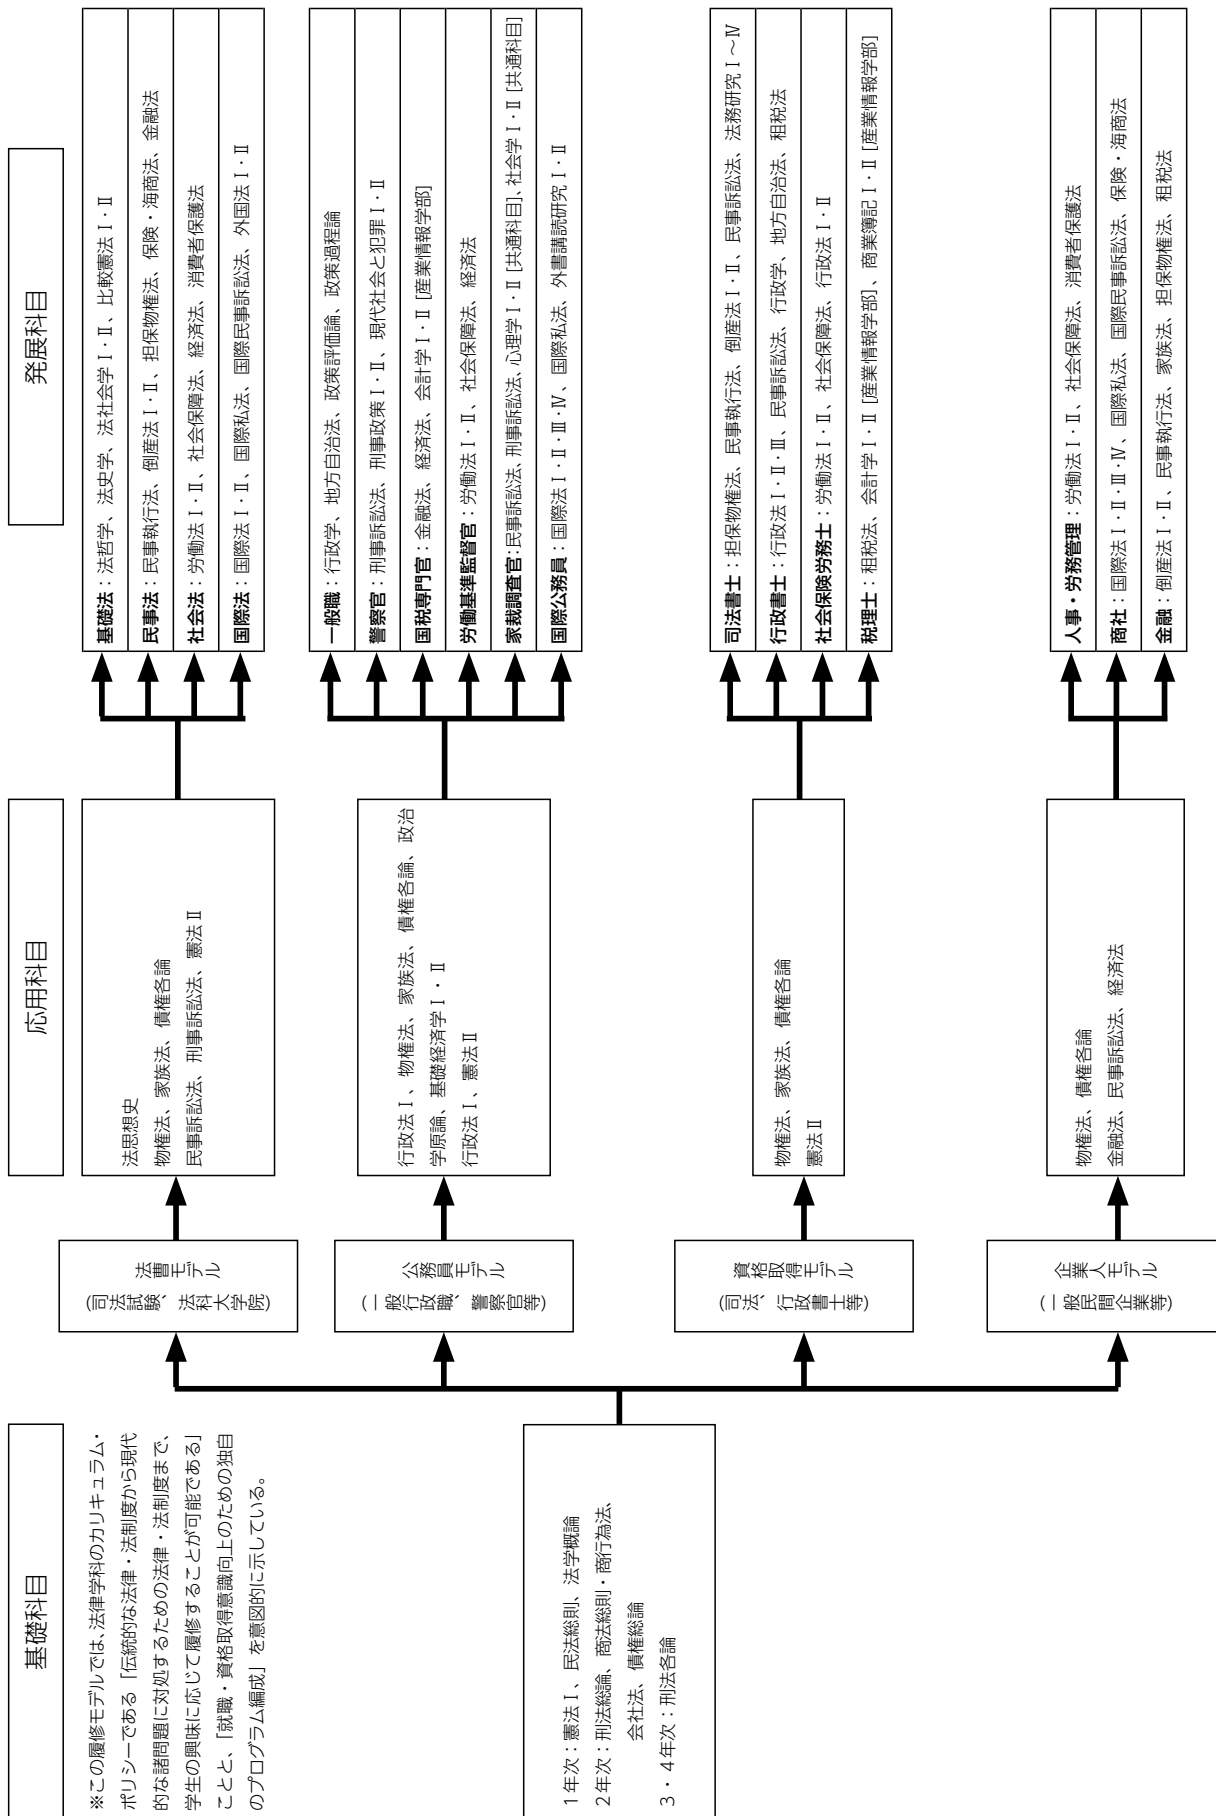 基礎科目
※この履修モデルでは、法律学科のカリキュラム・
ポリシーである「伝統的な法律・法制度から現代
的な諸問題に対処するための法律・法制度まで、
学生の興味に応じて履修することが可能である」
ことと、「就職・資格取得意識向上のための独自
のプログラム編成」を意図的に示している。
1年次：憲法Ⅰ、民法総則、法学概論
2年次：刑法総論、商法総則・商行為法、
会社法、債権総論
3・4年次：刑法各論
法曹モデル
(司法試験、法科大学院)
公務員モデル
(一般行政職、警察官等)
資格取得モデル
(司法、行政書士等)
企業人モデル
(一般民間企業等)
応用科目
法思想史
物権法、家族法、債権各論
民事訴訟法、刑事訴訟法、憲法Ⅱ
行政法Ⅰ、物権法、家族法、債権各論、政治
学原論、基礎経済学Ⅰ・Ⅱ
行政法Ⅰ、憲法Ⅱ
物権法、家族法、債権各論
憲法Ⅱ
物権法、債権各論
金融法、民事訴訟法、経済法
発展科目
基礎法：法哲学、法史学、法社会学Ⅰ・Ⅱ、比較憲法Ⅰ・Ⅱ
民事法：民事執行法、倒産法Ⅰ・Ⅱ、担保物権法、保険・海商法、金融法
社会法：労働法Ⅰ・Ⅱ、社会保障法、経済法、消費者保護法
国際法：国際法Ⅰ・Ⅱ、国際私法、国際民事訴訟法、外国法Ⅰ・Ⅱ
一般職：行政学、地方自治法、政策評価論、政策過程論
警察官：刑事訴訟法、刑事政策Ⅰ・Ⅱ、現代社会と犯罪Ⅰ・Ⅱ
国税専門官：金融法、経済法、会計学Ⅰ・Ⅱ [産業情報学部]
労働基準監督官：労働法Ⅰ・Ⅱ、社会保障法、経済法
家裁調査官：民事訴訟法、刑事訴訟法、心理学Ⅰ・Ⅱ [共通科目]、社会学Ⅰ・Ⅱ [共通科目]
国際公務員：国際法Ⅰ・Ⅱ・Ⅲ・Ⅳ、国際私法、外書講読研究Ⅰ・Ⅱ
司法書士：担保物権法、民事執行法、倒産法Ⅰ・Ⅱ、民事訴訟法、法務研究Ⅰ～Ⅳ
行政書士：行政法Ⅰ・Ⅱ・Ⅲ、民事訴訟法、行政学、地方自治法、租税法
社会保険労務士：労働法Ⅰ・Ⅱ、社会保障法、行政法Ⅰ・Ⅱ
税理士：租税法、会計学Ⅰ・Ⅱ [産業情報学部]、商業簿記Ⅰ・Ⅱ [産業情報学部]
人事・労務管理：労働法Ⅰ・Ⅱ、社会保障法、消費者保護法
商社：国際法Ⅰ・Ⅱ・Ⅲ・Ⅳ、国際私法、国際民事訴訟法、保険・海商法
金融：倒産法Ⅰ・Ⅱ、民事執行法、家族法、担保物権法、租税法